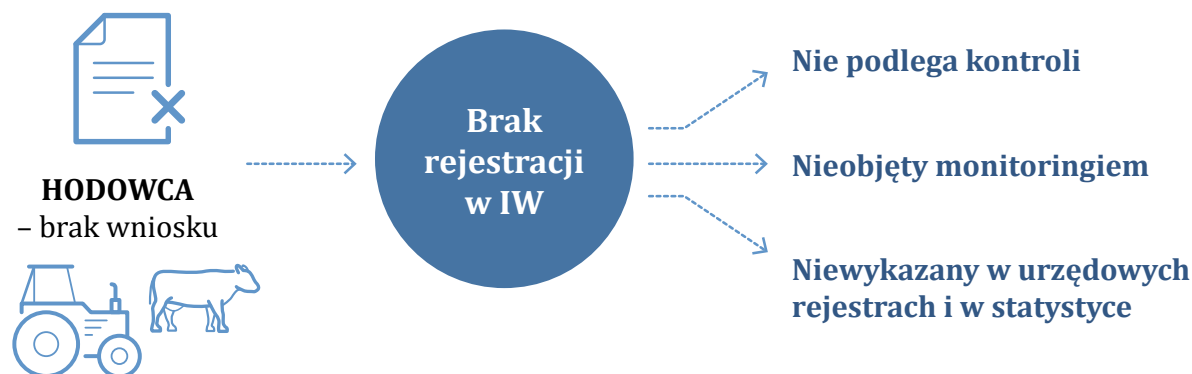 HODOWCA
– brak wniosku
Brak
rejestracji
w IW
Nie podlega kontroli
Nieobjęty monitoringiem
Niewykazany w urzędowych
rejestrach i w statystyce